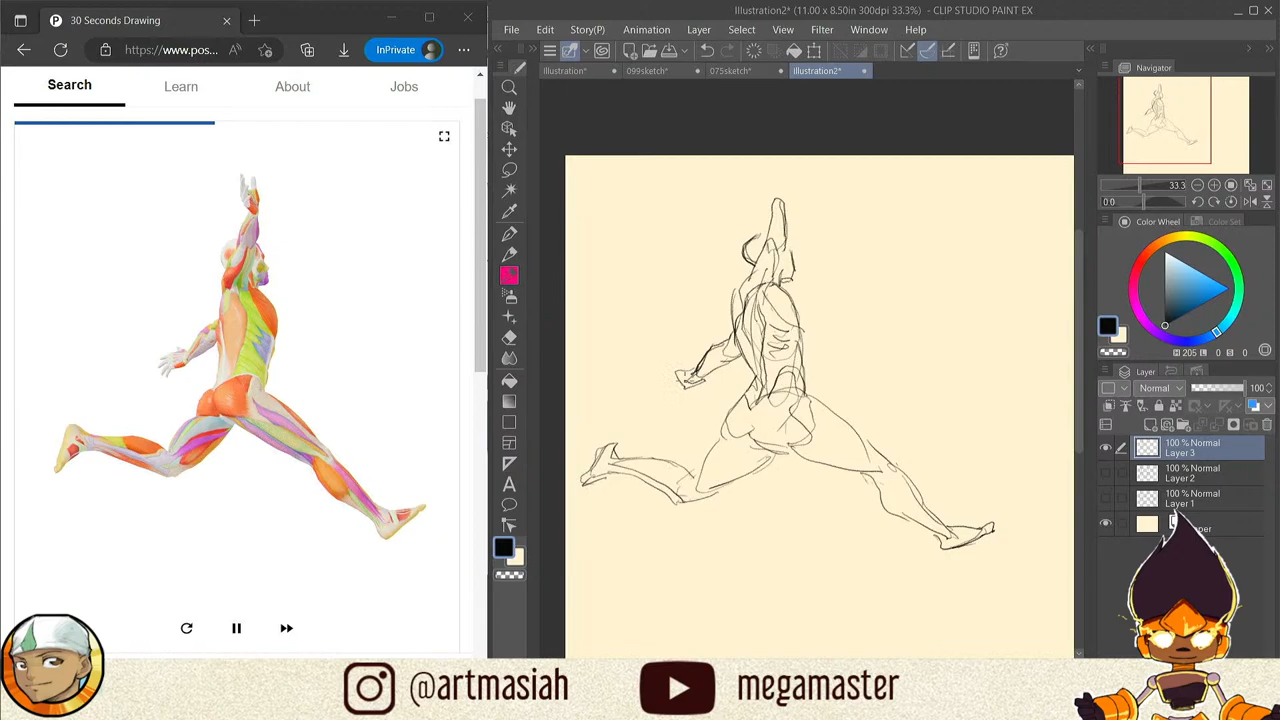 30 Seconds Drawing
https://www.pos...
InPrivate
Search
Learn
About
Jobs
Illustration2* (11.00 x 8.50in 300dpi 33.3%) - CLIP STUDIO PAINT EX
File Edit Story(P) Animation Layer Select View Filter Window Help
Illustration* 099sketch* 075sketch* Illustration2*
Navigator
33.3
0.0
Color Wheel Color Set
H 205 L 0 S 0
Layer
Normal 100
100 % Normal
Layer 3
100 % Normal
Layer 2
100 % Normal
Layer 1
@artmasiah
megamaster